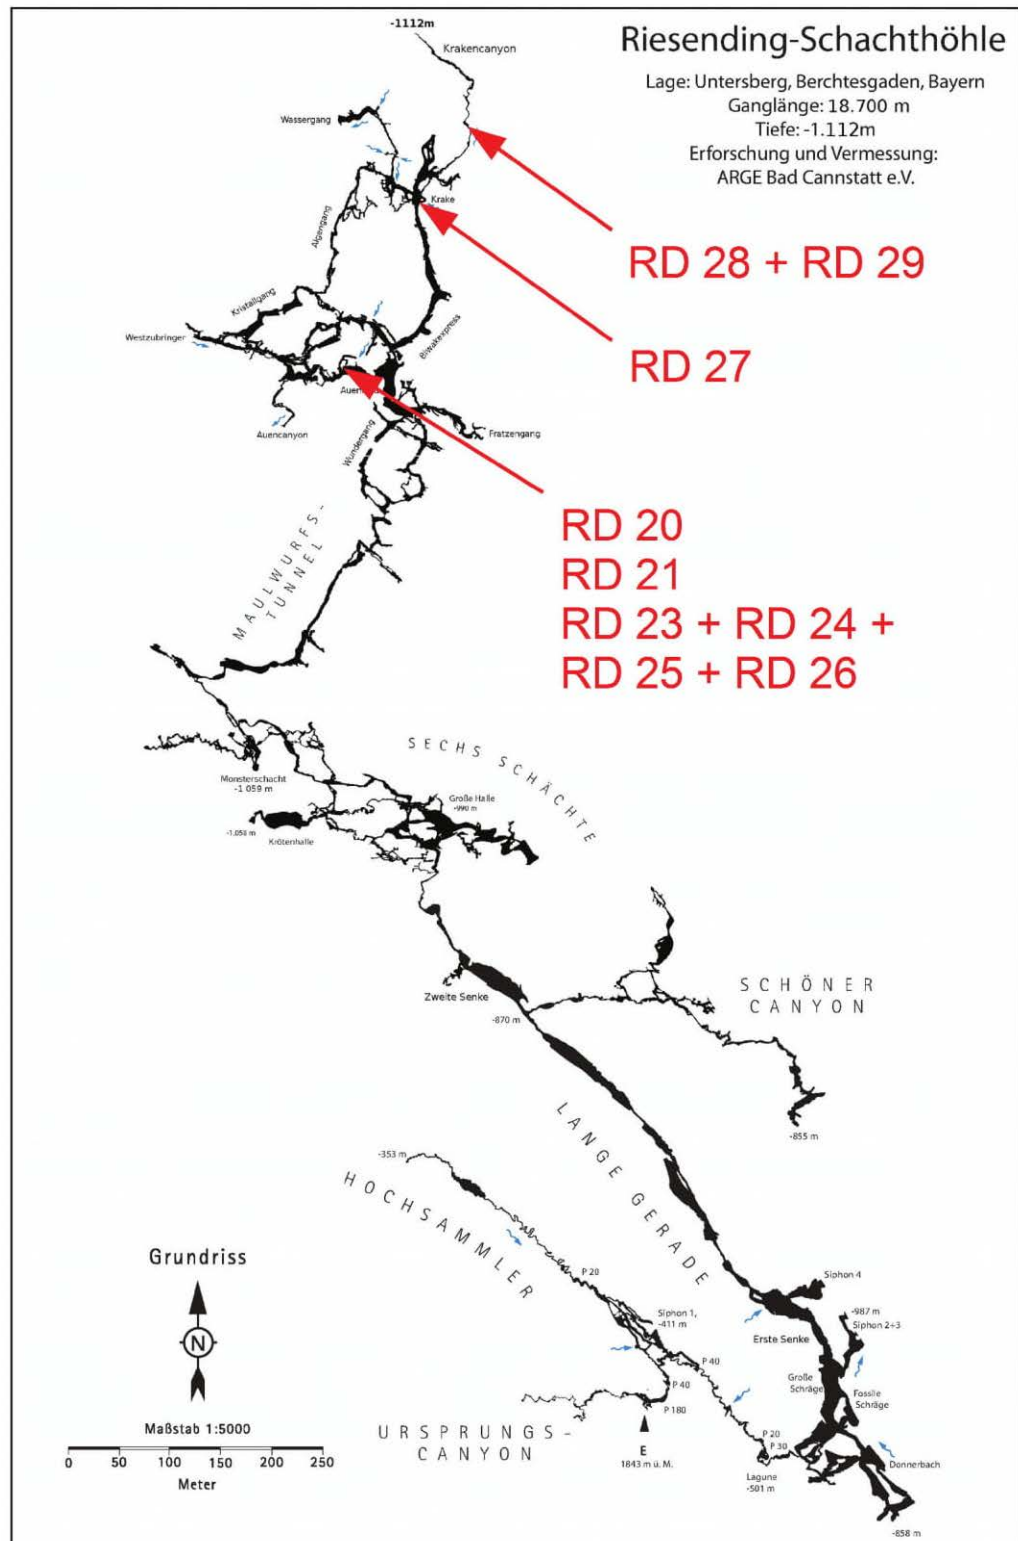 -1112m
Krakencanyon
Riesending-Schachthöhle
Lage: Untersberg, Berchtesgaden, Bayern
Ganglänge: 18.700 m
Tiefe: -1.112m
Erforschung und Vermessung:
ARGE Bad Cannstatt e.V.
Wassergang
Krake
Algengang
RD 28 + RD 29
Kristallgang
Westzubringer
Biwakexpress
RD 27
Auencanyon
Wundergang
Fratzengang
RD 20
RD 21
RD 23 + RD 24 +
RD 25 + RD 26
MAULWURFS-
TUNNEL
SECHS SCHÄCHTE
Monsterschacht
-1 059 m
Große Halle
-990 m
-1,059 m
Krötenhalle
Zweite Senke
-870 m
SCHÖNER
CANYON
-855 m
LANGE GERADE
-353 m
HOCHSAMMLER
P 20
Siphon 1,
-411 m
P 40
P 40
P 180
URSPRUNGS-
CANYON
E
1843 m ü. M.
Siphon 4
-987 m
Siphon 2+3
Erste Senke
Große
Schräge
Fossile
Schräge
P 20
P 30
Lagune
-501 m
Donnerbach
-858 m
Grundriss
N
Maßstab 1:5000
0 50 100 150 200 250
Meter